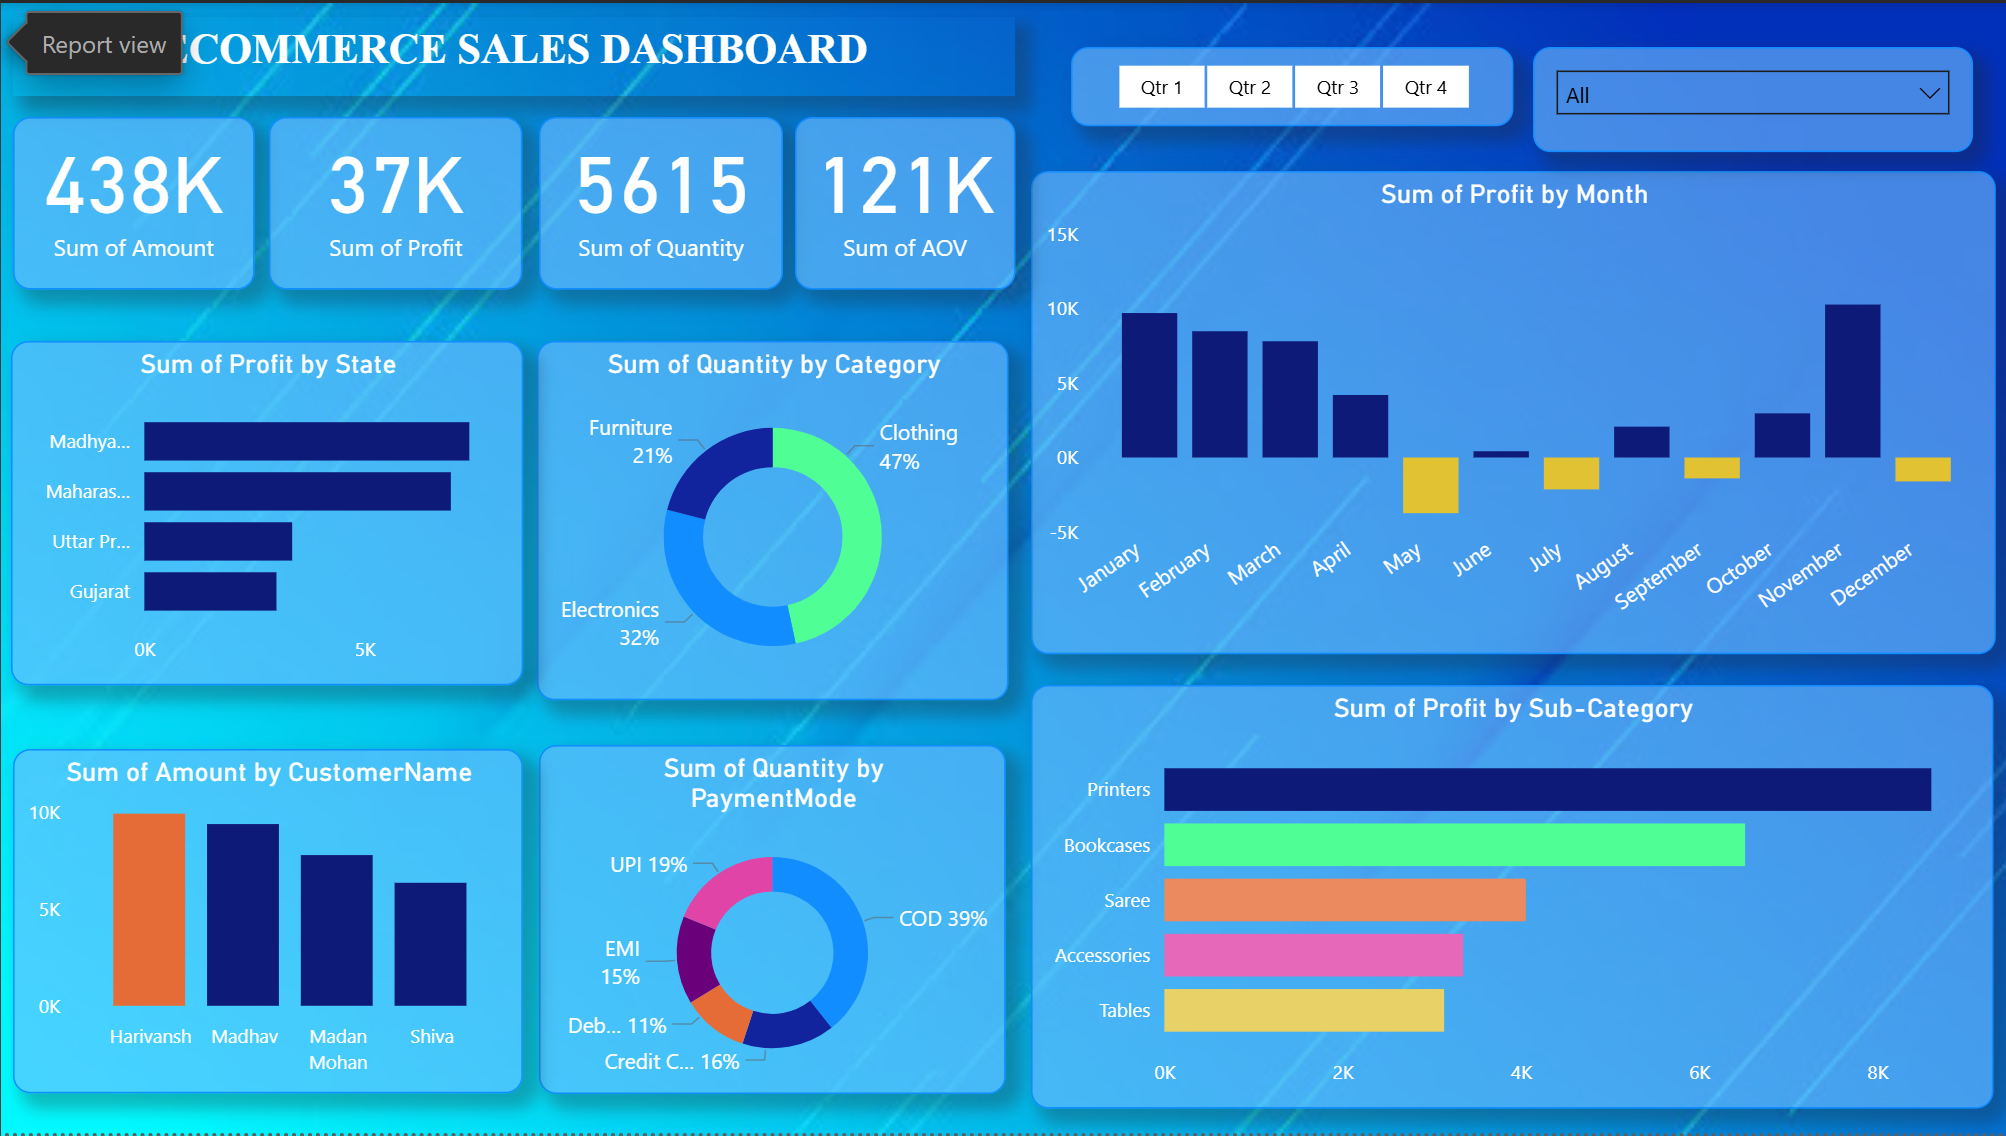 Report view
ECOMMERCE SALES DASHBOARD
Qtr 1
Qtr 2
Qtr 3
Qtr 4
All
438K
Sum of Amount
37K
Sum of Profit
5615
Sum of Quantity
121K
Sum of AOV
Sum of Profit by Month
15K
10K
5K
0K
-5K
January
February
March
April
May
June
July
August
September
October
November
December
Sum of Profit by State
Madhya...
Maharas...
Uttar Pr...
Gujarat
0K
5K
Sum of Quantity by Category
Furniture
21%
Clothing
47%
Electronics
32%
Sum of Amount by CustomerName
10K
5K
0K
Harivansh
Madhav
Madan
Mohan
Shiva
Sum of Quantity by
PaymentMode
UPI 19%
COD 39%
EMI
15%
Deb... 11%
Credit C... 16%
Sum of Profit by Sub-Category
Printers
Bookcases
Saree
Accessories
Tables
0K
2K
4K
6K
8K